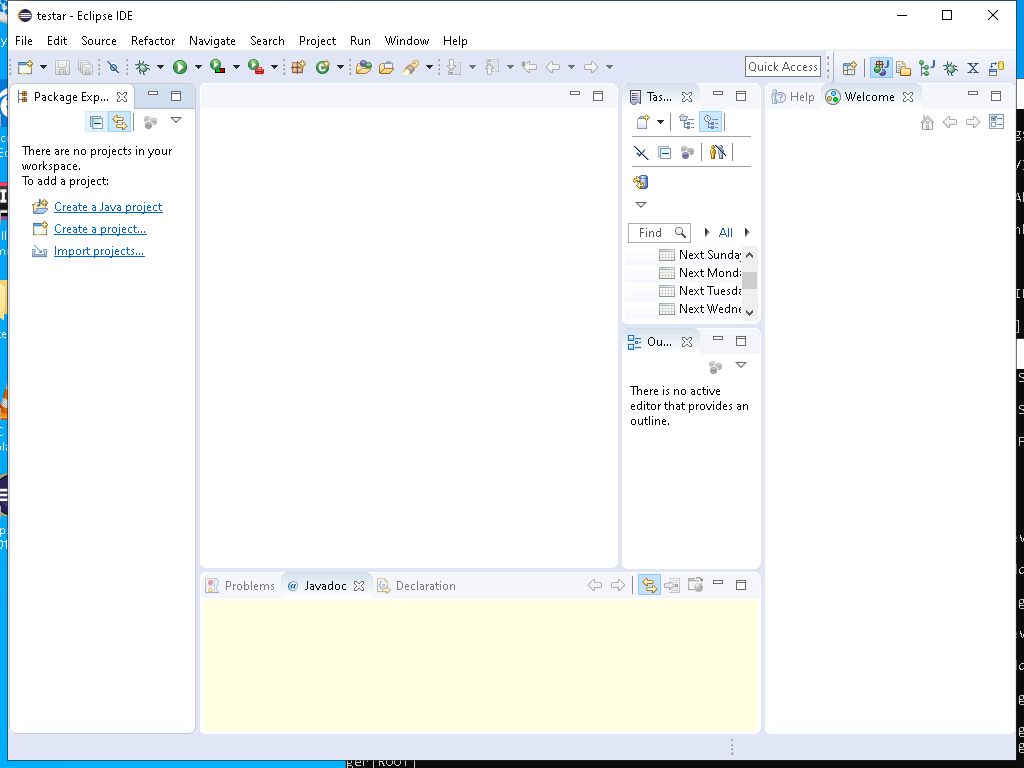 testar - Eclipse IDE
File Edit Source Refactor Navigate Search Project Run Window Help
Quick Access
Package Exp...
There are no projects in your
workspace.
To add a project:
Create a Java project
Create a project...
Import projects...
Tas...
Find
All
Next Sunday
Next Monda
Next Tuesda
Next Wedne
Ou...
There is no active
editor that provides an
outline.
Help
Welcome
Problems
@ Javadoc
Declaration
ger[ROOT]